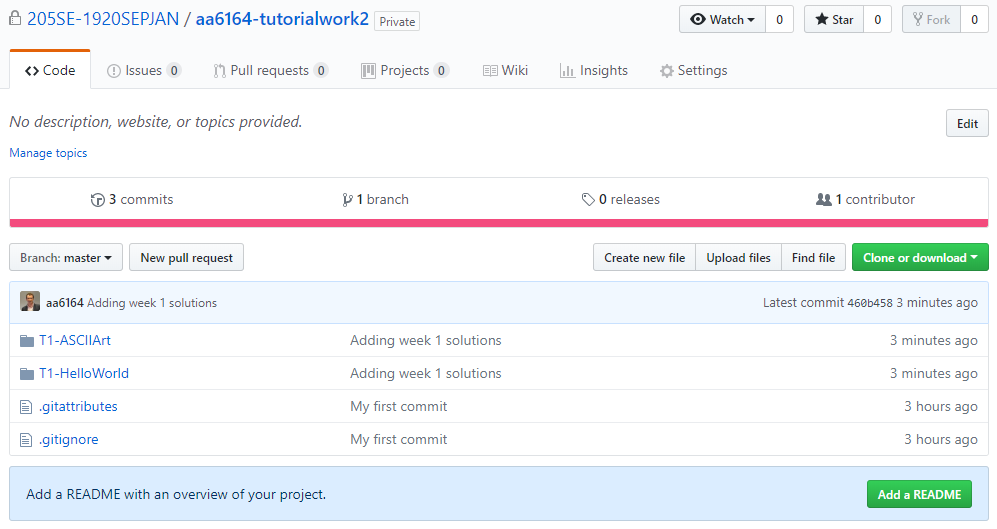 205SE-1920SEPJAN / aa6164-tutorialwork2 Private Watch 0 Star 0 Fork 0
Code Issues 0 Pull requests 0 Projects 0 Wiki Insights Settings
No description, website, or topics provided. Edit
Manage topics
3 commits 1 branch 0 releases 1 contributor
Branch: master New pull request Create new file Upload files Find file Clone or download
aa6164 Adding week 1 solutions Latest commit 460b458 3 minutes ago
T1-ASCIIArt Adding week 1 solutions 3 minutes ago
T1-HelloWorld Adding week 1 solutions 3 minutes ago
.gitattributes My first commit 3 hours ago
.gitignore My first commit 3 hours ago
Add a README with an overview of your project. Add a README